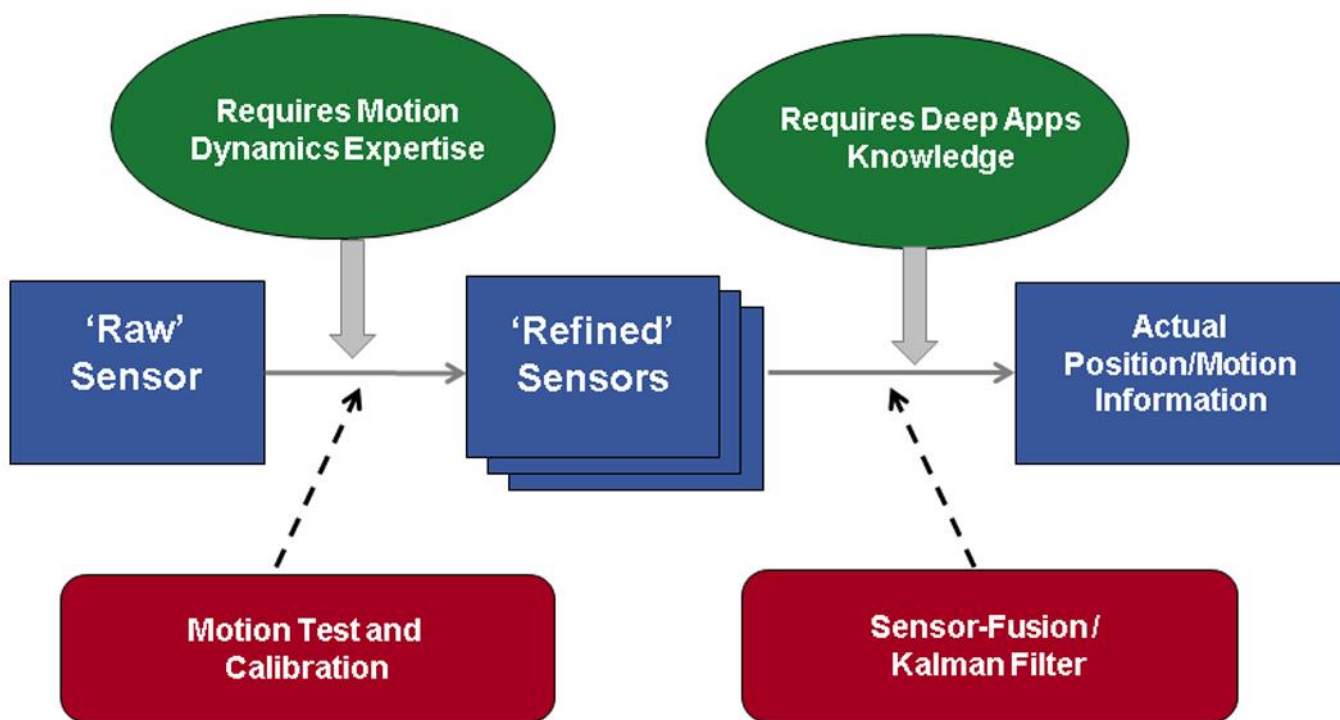 Requires Motion
Dynamics Expertise
Requires Deep Apps
Knowledge
‘Raw’
Sensor
‘Refined’
Sensors
Actual
Position/Motion
Information
Motion Test and
Calibration
Sensor-Fusion/
Kalman Filter